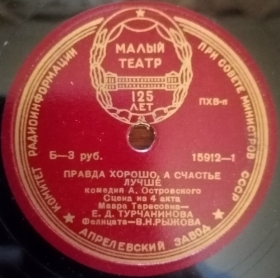 КОМИТЕТ РАДИОИНФОРМАЦИИ ПРИ СОВЕТЕ МИНИСТРОВ СССР
МАЛЫЙ
ТЕАТР
125
ЛЕТ
ПХВ-п
Б—3 руб.
15912—1
ПРАВДА ХОРОШО, А СЧАСТЬЕ
ЛУЧШЕ
комедия А. Островского
Сцена из 4 акта
Мавра Тарасовна—
Е. Д. ТУРЧАНИНОВА
Фелицата—В.Н.РЫЖОВА
АПРЕЛЕВСКИЙ ЗАВОД